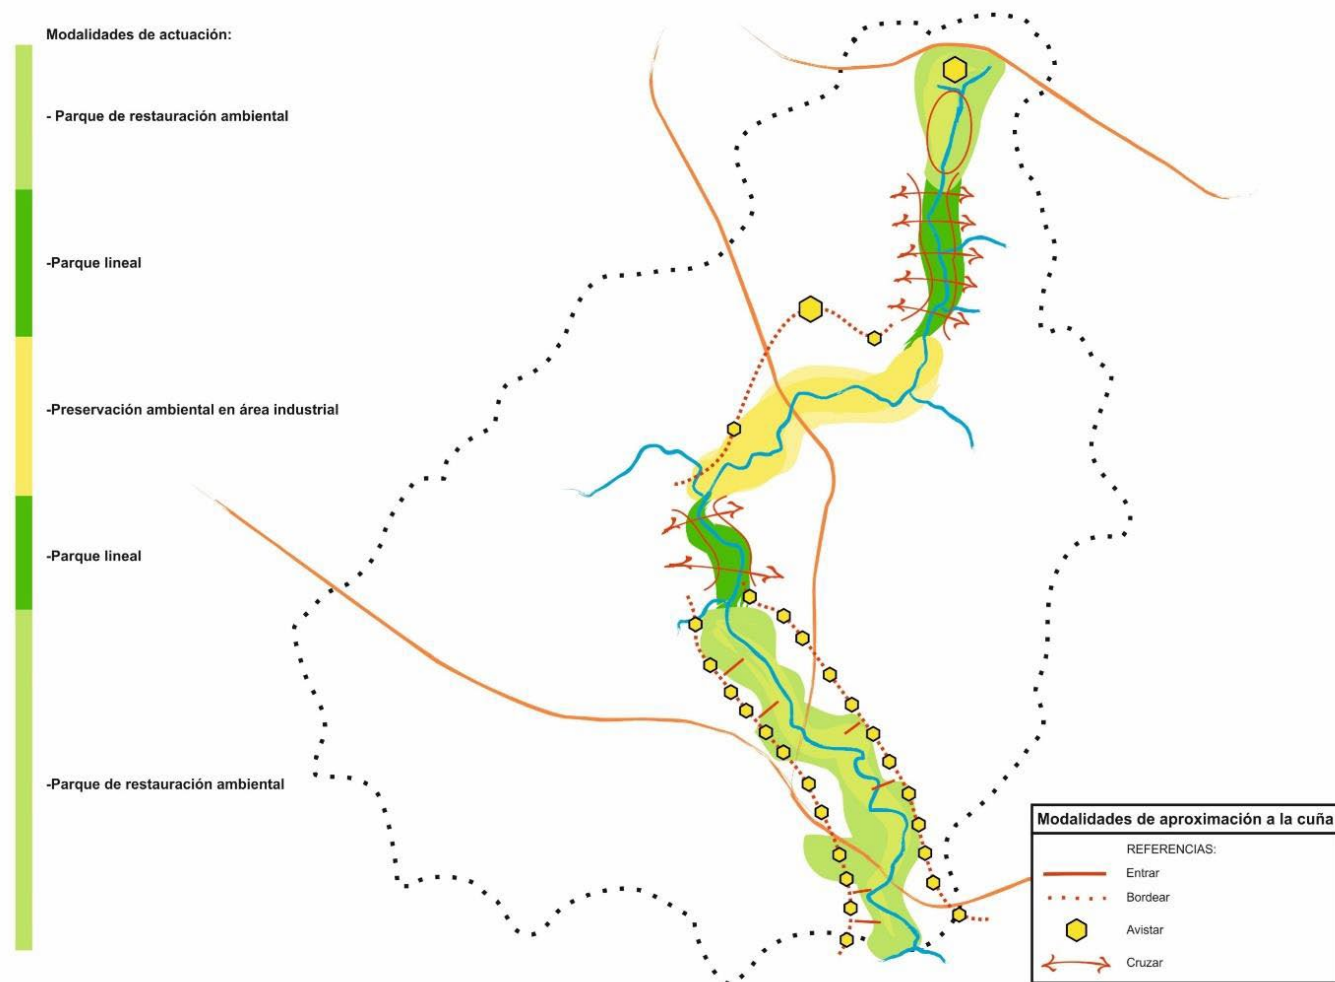 Modalidades de actuación:
- Parque de restauración ambiental
-Parque lineal
-Preservación ambiental en área industrial
-Parque lineal
-Parque de restauración ambiental
Modalidades de aproximación a la cuña
REFERENCIAS:
Entrar
Bordear
Avistar
Cruzar